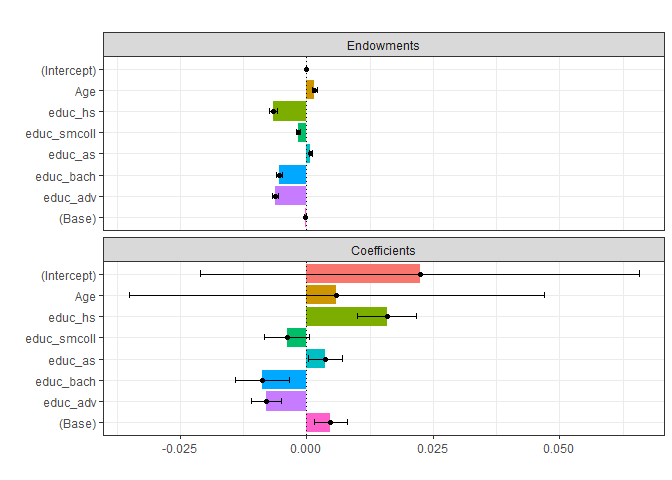 Endowments
(Intercept)
Age
educ_hs
educ_smcoll
educ_as
educ_bach
educ_adv
(Base)
Coefficients
(Intercept)
Age
educ_hs
educ_smcoll
educ_as
educ_bach
educ_adv
(Base)
-0.025 0.000 0.025 0.050